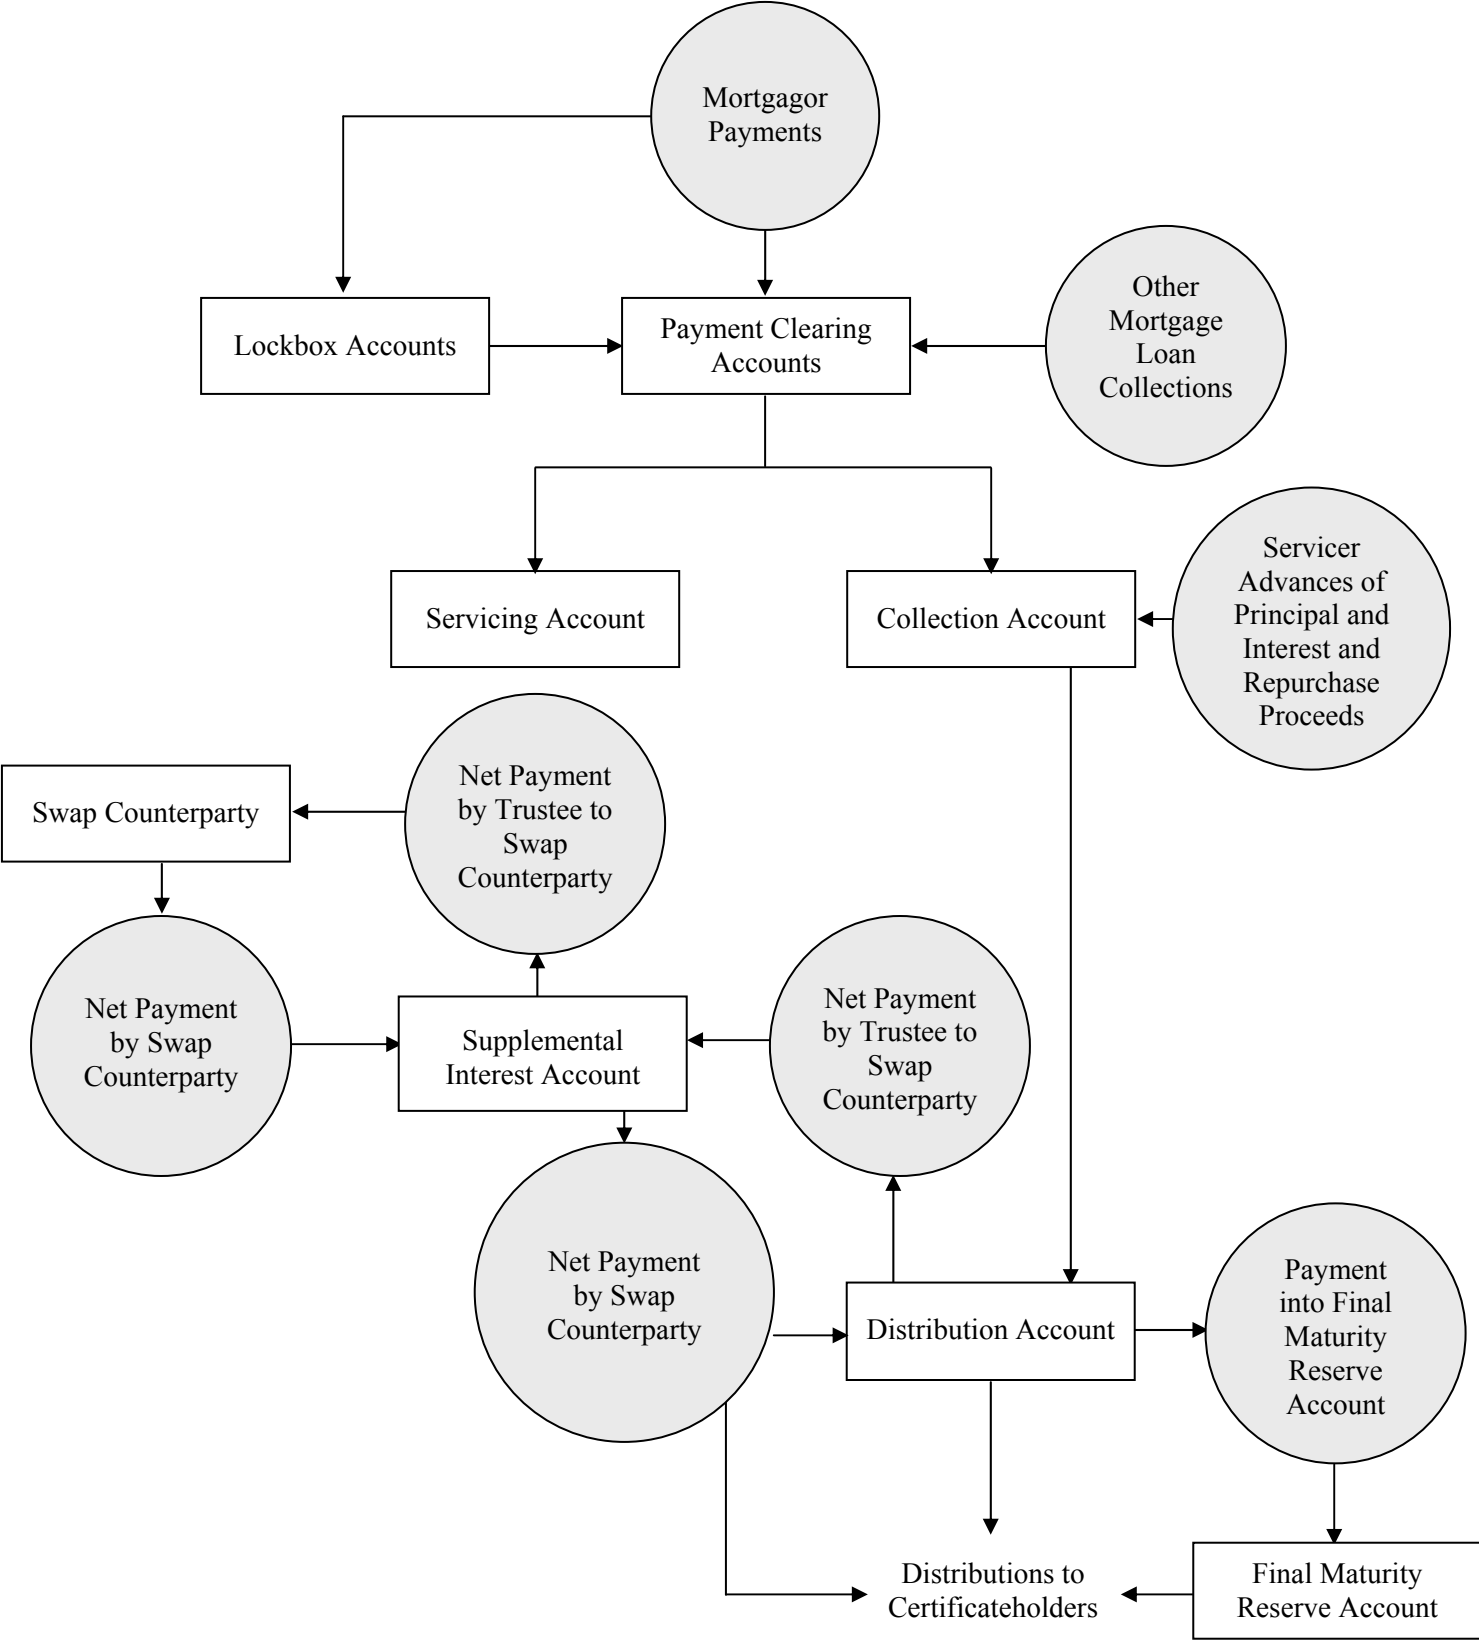 Mortgagor
Payments
Other
Mortgage
Loan
Collections
Lockbox Accounts
Payment Clearing
Accounts
Servicer
Advances of
Principal and
Interest and
Repurchase
Proceeds
Servicing Account
Collection Account
Swap Counterparty
Net Payment
by Trustee to
Swap
Counterparty
Net Payment
by Swap
Counterparty
Supplemental
Interest Account
Net Payment
by Trustee to
Swap
Counterparty
Net Payment
by Swap
Counterparty
Distribution Account
Payment
into Final
Maturity
Reserve
Account
Distributions to
Certificateholders
Final Maturity
Reserve Account